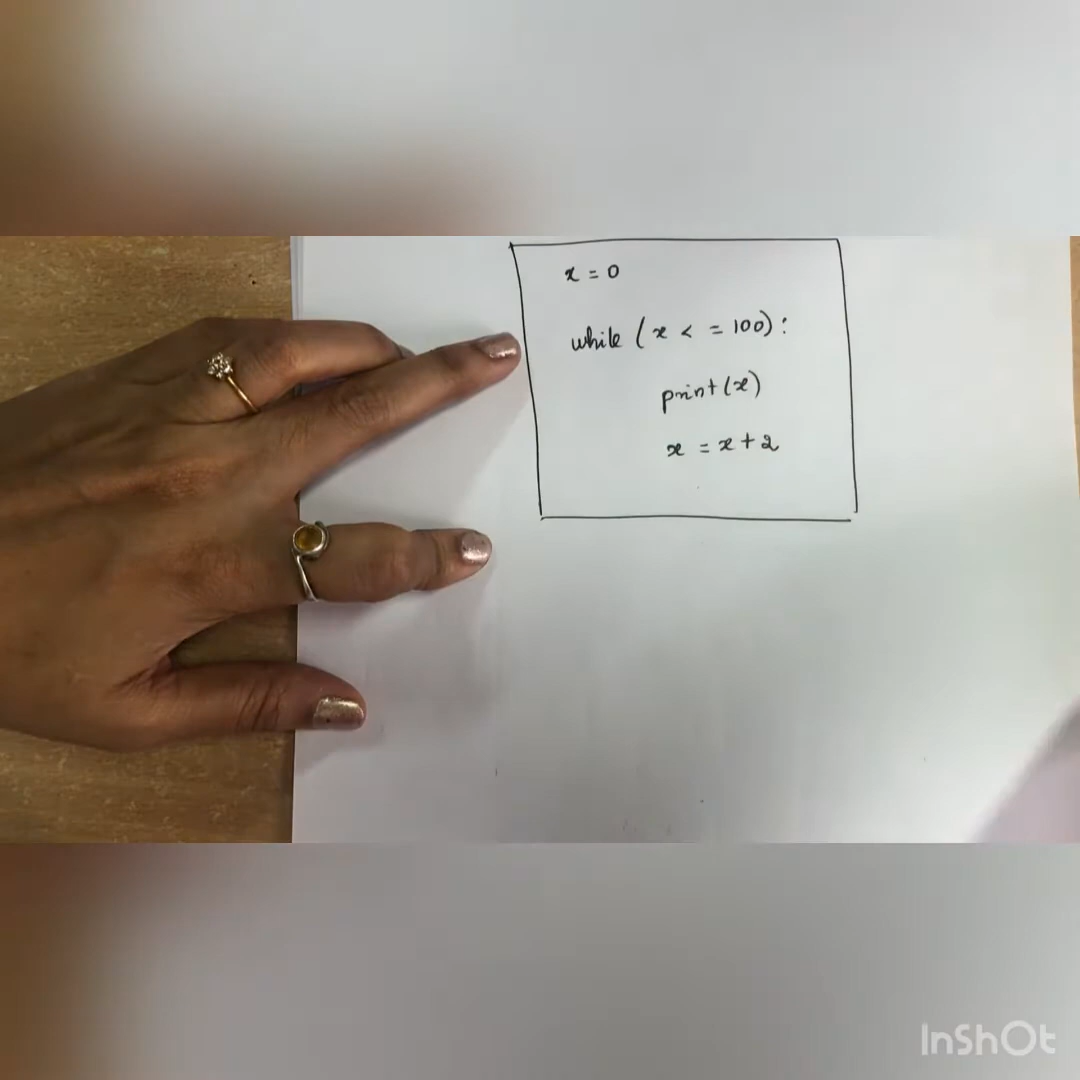 x = 0
while (x < = 100):
print(x)
x = x + 2
InShOt